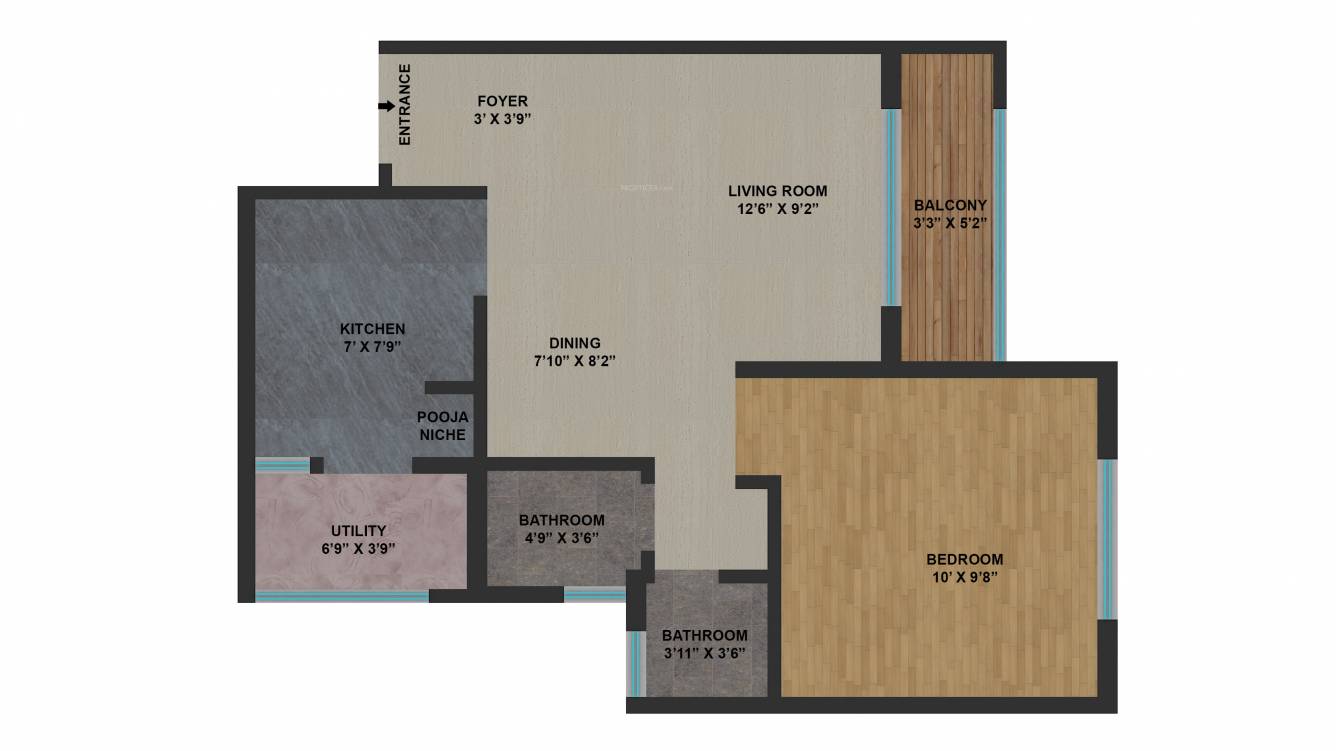 ENTRANCE
FOYER
3’ X 3’9”
LIVING ROOM
12’6” X 9’2”
BALCONY
3’3” X 5’2”
KITCHEN
7’ X 7’9”
DINING
7’10” X 8’2”
POOJA
NICHE
UTILITY
6’9” X 3’9”
BATHROOM
4’9” X 3’6”
BEDROOM
10’ X 9’8”
BATHROOM
3’11” X 3’6”